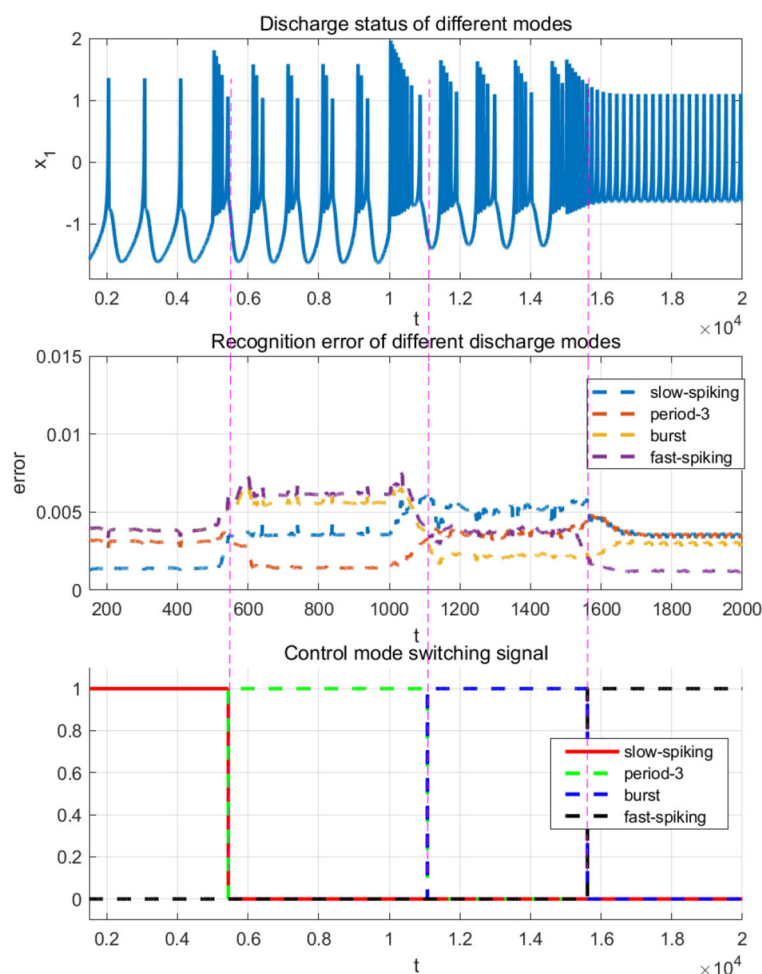 Discharge status of different modes
2
1
0
-1
x1
0.2 0.4 0.6 0.8 1 1.2 1.4 1.6 1.8 2
t
×10^4
Recognition error of different discharge modes
0.015
0.01
0.005
0
error
slow-spiking
period-3
burst
fast-spiking
200 400 600 800 1000 1200 1400 1600 1800 2000
t
Control mode switching signal
1
0.8
0.6
0.4
0.2
0
slow-spiking
period-3
burst
fast-spiking
0.2 0.4 0.6 0.8 1 1.2 1.4 1.6 1.8 2
t
×10^4